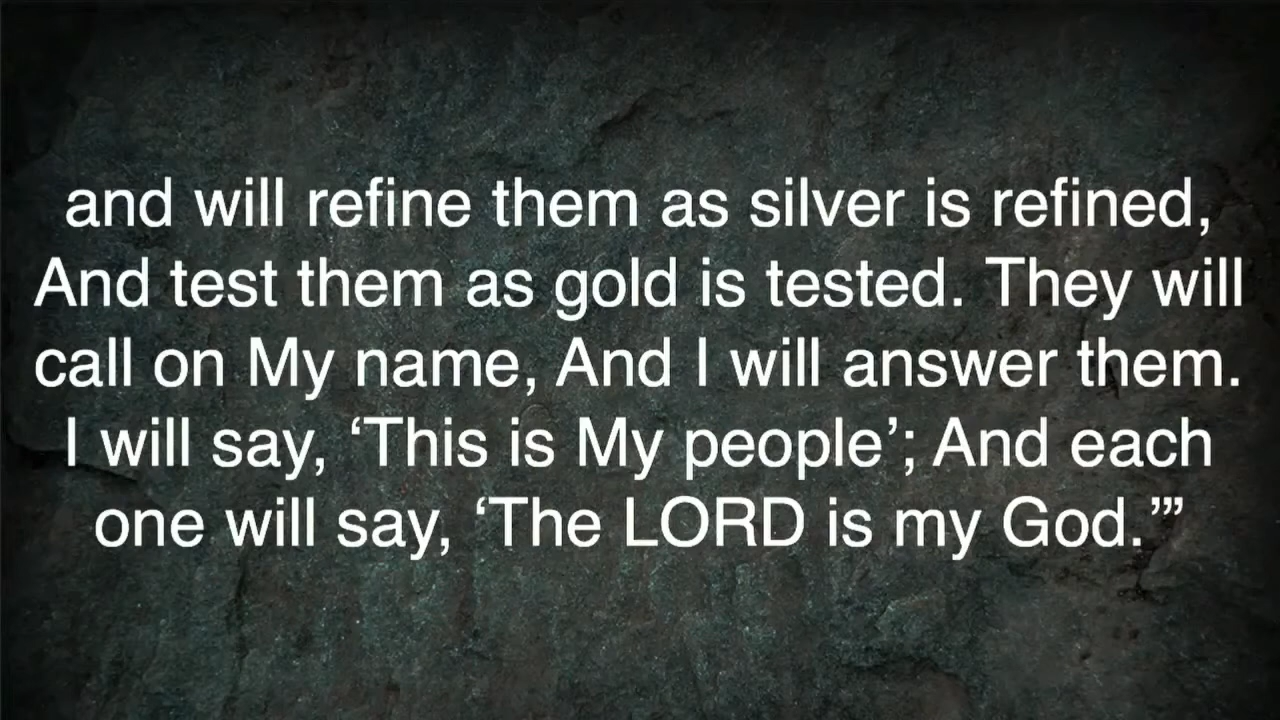 and will refine them as silver is refined,
And test them as gold is tested. They will
call on My name, And I will answer them.
I will say, ‘This is My people’; And each
one will say, ‘The LORD is my God.’”